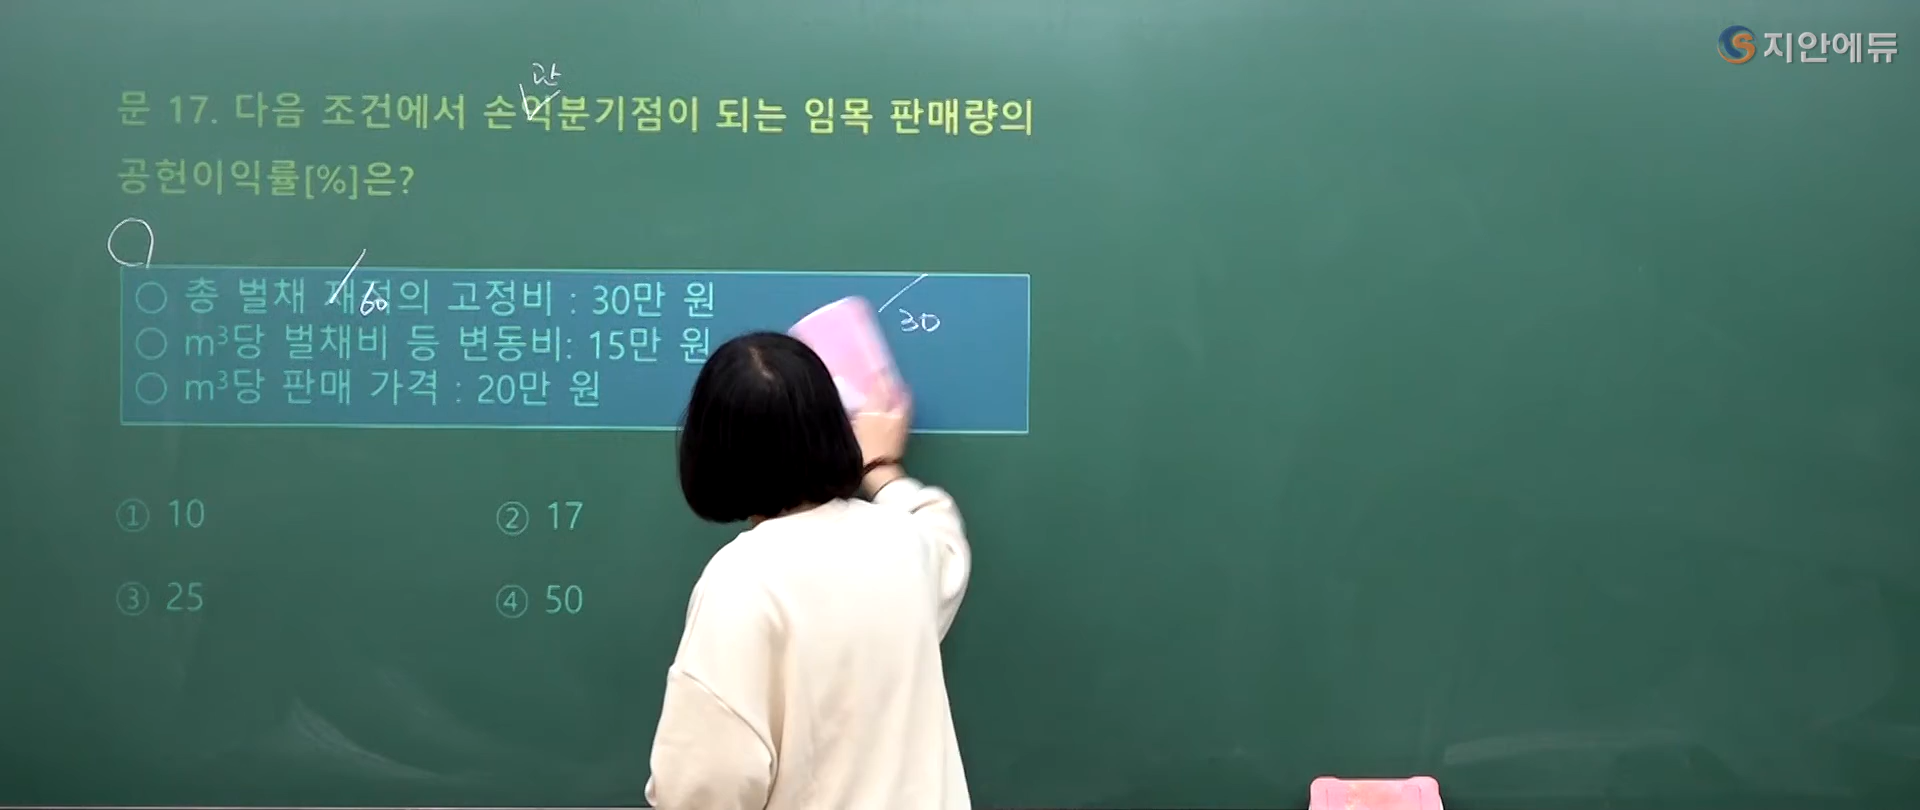 지안에듀
문 17. 다음 조건에서 손익분기점이 되는 임목 판매량의
공헌이익률[%]은?
○ 총 벌채 재적의 고정비 : 30만 원
60
30
○ m³당 벌채비 등 변동비: 15만 원
○ m³당 판매 가격 : 20만 원
① 10
② 17
③ 25
④ 50